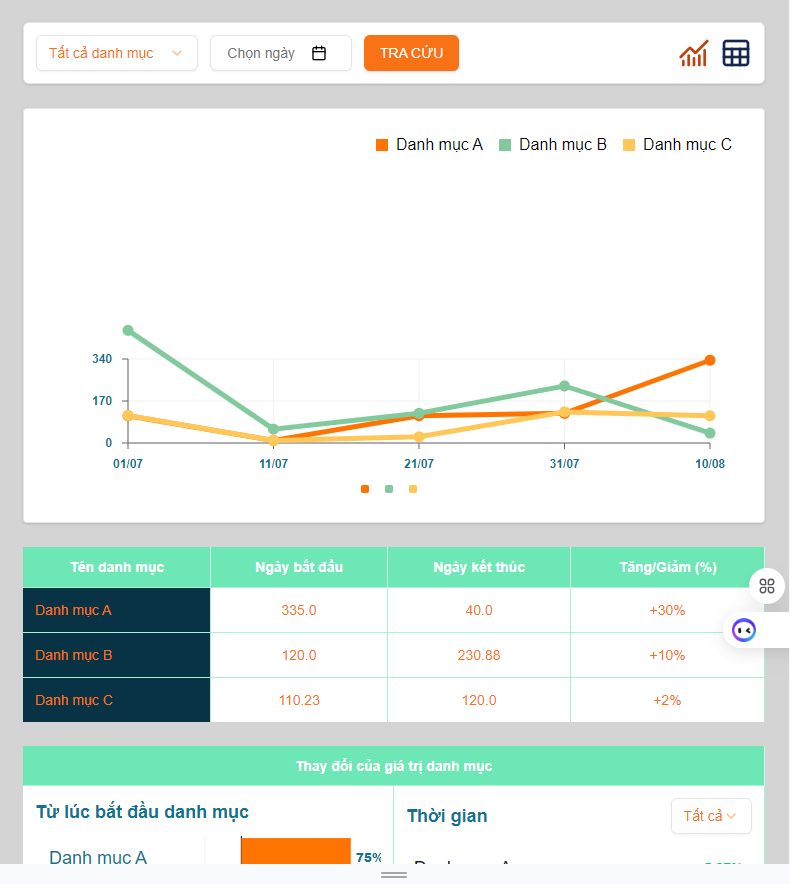 Tất cả danh mục Chọn ngày TRA CỨU
Danh mục A Danh mục B Danh mục C
340
170
0
01/07 11/07 21/07 31/07 10/08
Tên danh mục Ngày bắt đầu Ngày kết thúc Tăng/Giảm (%)
Danh mục A 335.0 40.0 +30%
Danh mục B 120.0 230.88 +10%
Danh mục C 110.23 120.0 +2%
Thay đổi của giá trị danh mục
Từ lúc bắt đầu danh mục
Thời gian Tất cả
Danh mục A 75%